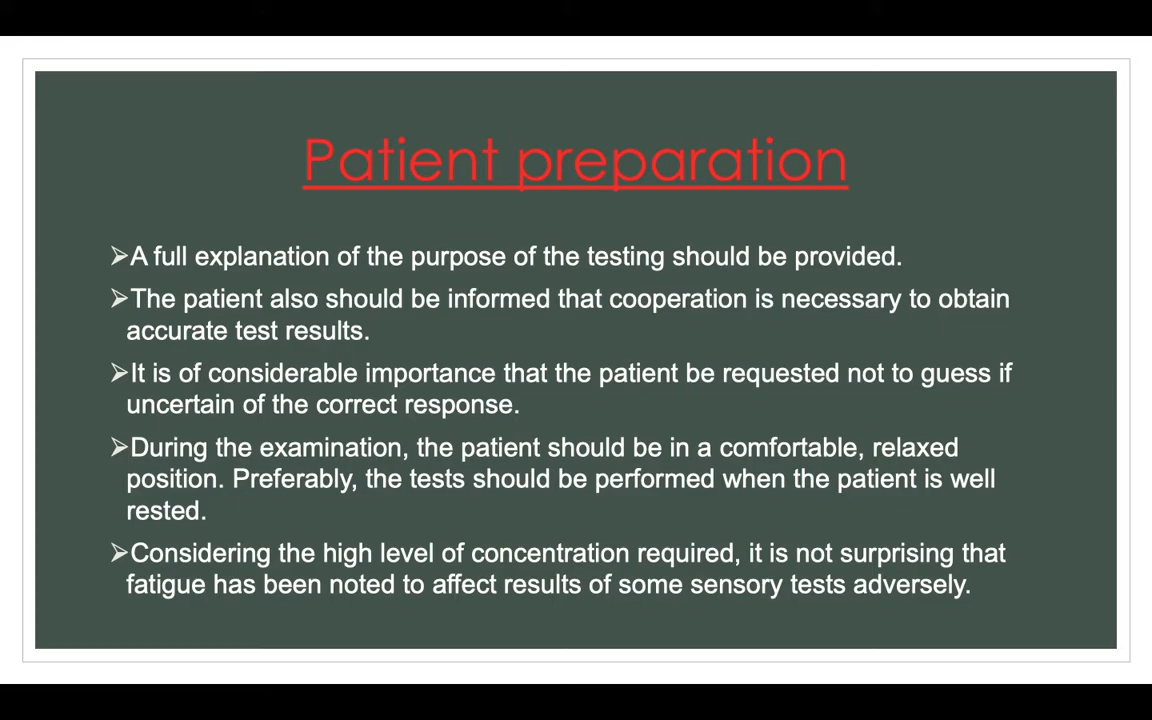 Patient preparation
➢A full explanation of the purpose of the testing should be provided.
➢The patient also should be informed that cooperation is necessary to obtain
accurate test results.
➢It is of considerable importance that the patient be requested not to guess if
uncertain of the correct response.
➢During the examination, the patient should be in a comfortable, relaxed
position. Preferably, the tests should be performed when the patient is well
rested.
➢Considering the high level of concentration required, it is not surprising that
fatigue has been noted to affect results of some sensory tests adversely.